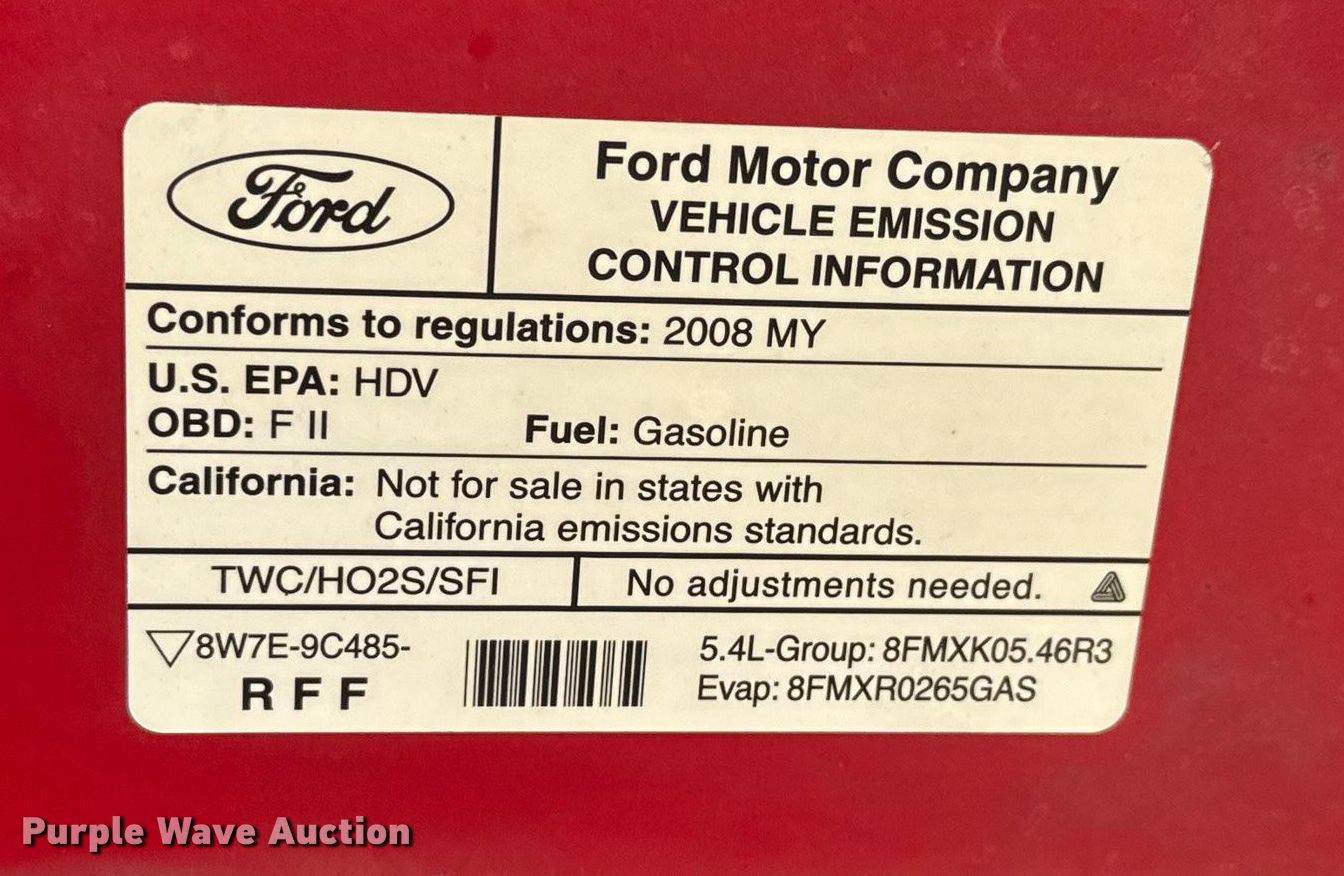 Ford
Ford Motor Company
VEHICLE EMISSION
CONTROL INFORMATION
Conforms to regulations: 2008 MY
U.S. EPA: HDV
OBD: F II Fuel: Gasoline
California: Not for sale in states with
California emissions standards.
TWC/HO2S/SFI No adjustments needed.
8W7E-9C485-
R F F
5.4L-Group: 8FMXK05.46R3
Evap: 8FMXR0265GAS
Purple Wave Auction